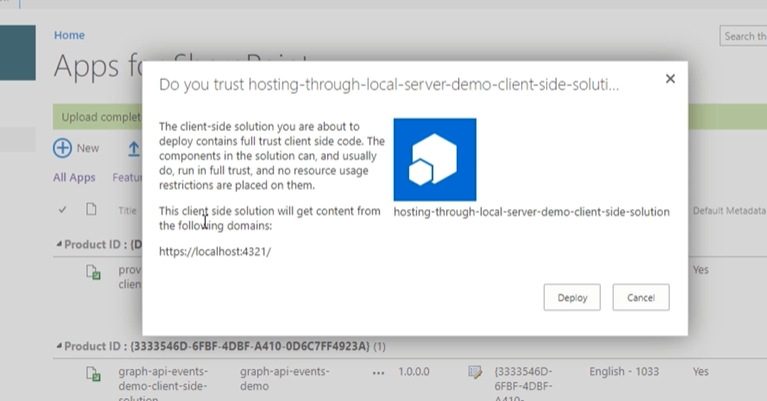 Home
Search th
Apps f
Do you trust hosting-through-local-server-demo-client-side-soluti...
Upload complet
The client-side solution you are about to
deploy contains full trust client side code. The
components in the solution can, and usually
do, run in full trust, and no resource usage
restrictions are placed on them.
New
All Apps Featu
Title
Default Metadata
This client side solution will get content from
the following domains:
hosting-through-local-server-demo-client-side-solution
https://localhost:4321/
Product ID : {D
prov
clien
Yes
Deploy
Cancel
Product ID : {3333546D-6FBF-4DBF-A410-0D6C7FF4923A} (1)
graph-api-events-
demo-client-side-
solution
graph-api-events-
demo
... 1.0.0.0
{3333546D-
6FBF-4DBF-
A410-
English - 1033
Yes